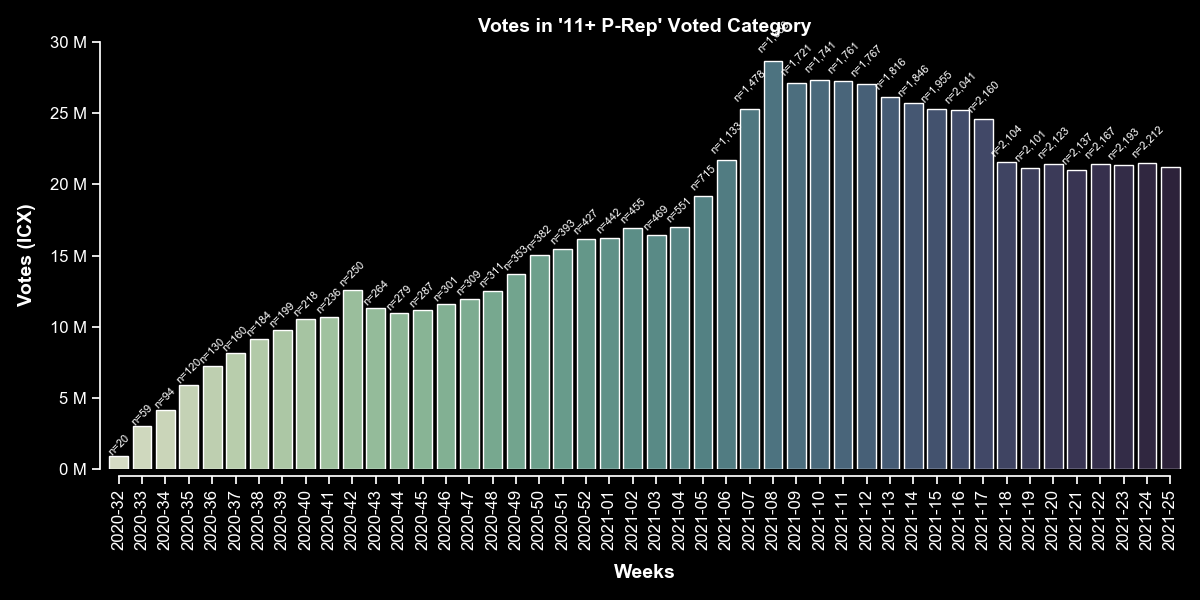 Votes in '11+ P-Rep' Voted Category
Votes (ICX)
30 M
25 M
20 M
15 M
10 M
5 M
0 M
n=20
n=59
n=94
n=120
n=130
n=160
n=184
n=199
n=218
n=236
n=250
n=264
n=279
n=287
n=301
n=309
n=311
n=353
n=382
n=393
n=427
n=442
n=455
n=469
n=551
n=715
n=1,133
n=1,478
n=1,721
n=1,741
n=1,761
n=1,767
n=1,816
n=1,846
n=1,955
n=2,041
n=2,160
n=2,104
n=2,101
n=2,123
n=2,137
n=2,167
n=2,193
n=2,212
2020-32
2020-33
2020-34
2020-35
2020-36
2020-37
2020-38
2020-39
2020-40
2020-41
2020-42
2020-43
2020-44
2020-45
2020-46
2020-47
2020-48
2020-49
2020-50
2020-51
2020-52
2021-01
2021-02
2021-03
2021-04
2021-05
2021-06
2021-07
2021-08
2021-09
2021-10
2021-11
2021-12
2021-13
2021-14
2021-15
2021-16
2021-17
2021-18
2021-19
2021-20
2021-21
2021-22
2021-23
2021-24
2021-25
Weeks